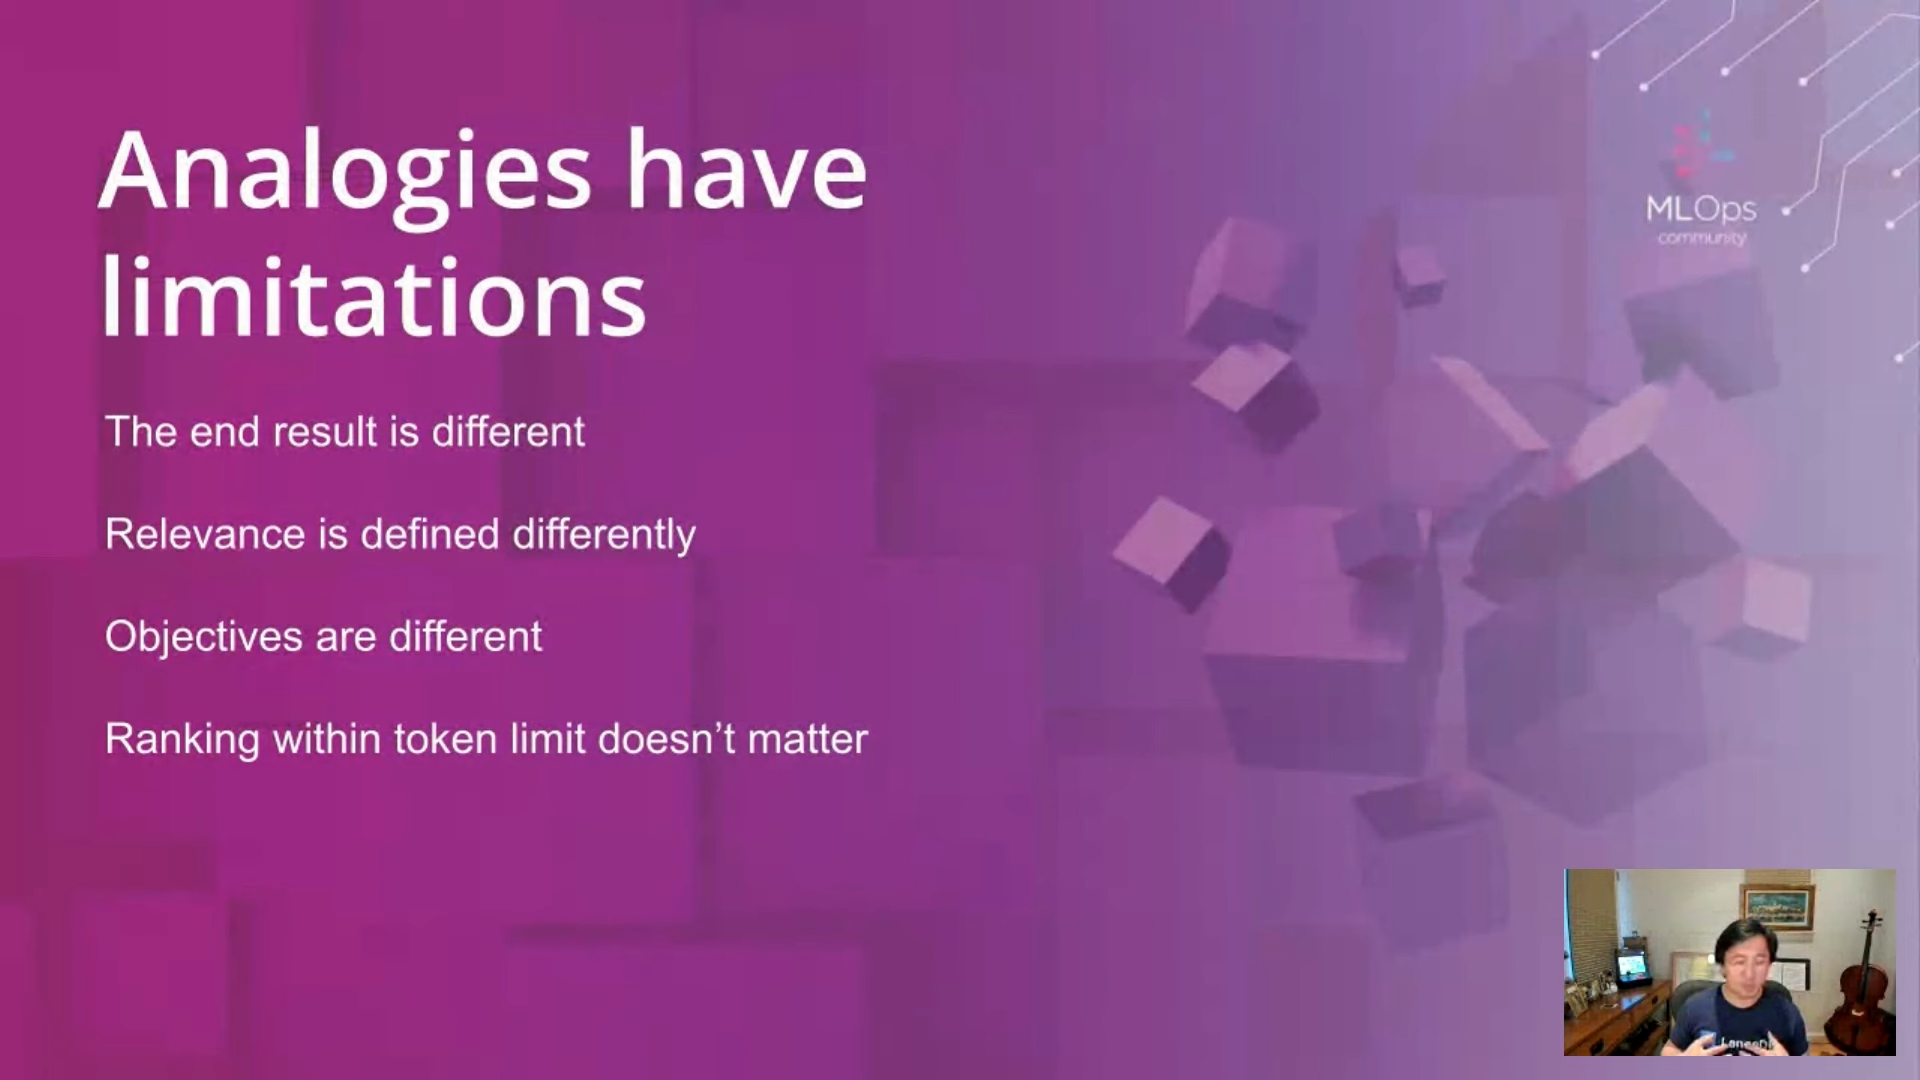 Analogies have
limitations
MLOps
community
The end result is different
Relevance is defined differently
Objectives are different
Ranking within token limit doesn’t matter